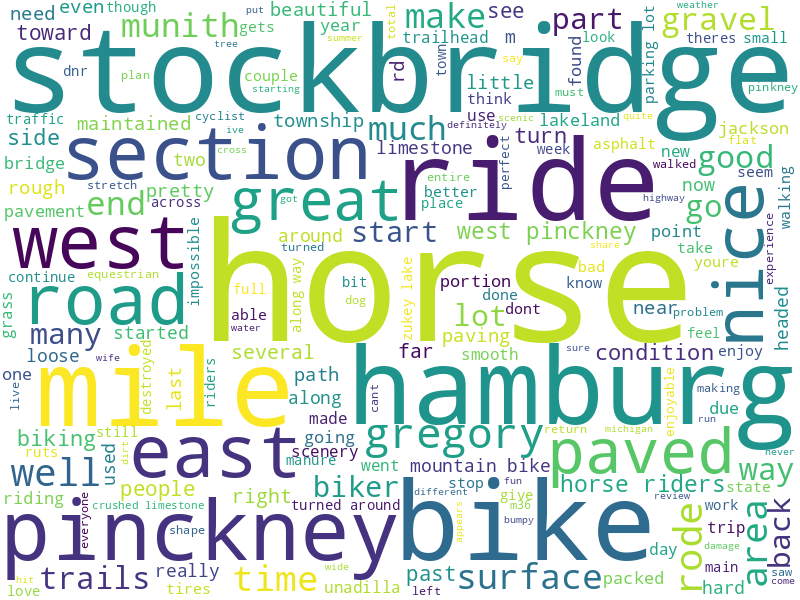 need even though put beautiful year gets tree munith toward
summer total make see part gravel weather
trailhead m look theres small
stockbridge
dnr plan couple starting say town rd found must parking lot pinkney
traffic cyclist ive township little think quite
side maintained section much definitely scenic lakeland turn jackson
bridge two cross limestone use perfect week asphalt flat
rough stretch pretty great entire better ride new good seem
pavement end across got place walked now highway go
west around start west pinckney point take walking
impossible turned horse share youre nice experience
continue equestrian full bit portion bad know
road able dog along way zukey lake done dont near problem headed
grass many started water lot paving feel
loose several far smooth sure condition enjoy
one wife path hamburg making due
live mile destroyed last riders along cant enjoyable run
biking still made gregory return michigan never
ruts dirt east going scenery paved way
well used manure went mountain bike horse riders state
people right biker stop fun
riding crushed limestone turned around different give m36 review rode area back
pinckney everyone shape bike appears bumpy day work
trip damage
trails really time past surface packed main saw
hit love tires wide unadilla left hard come